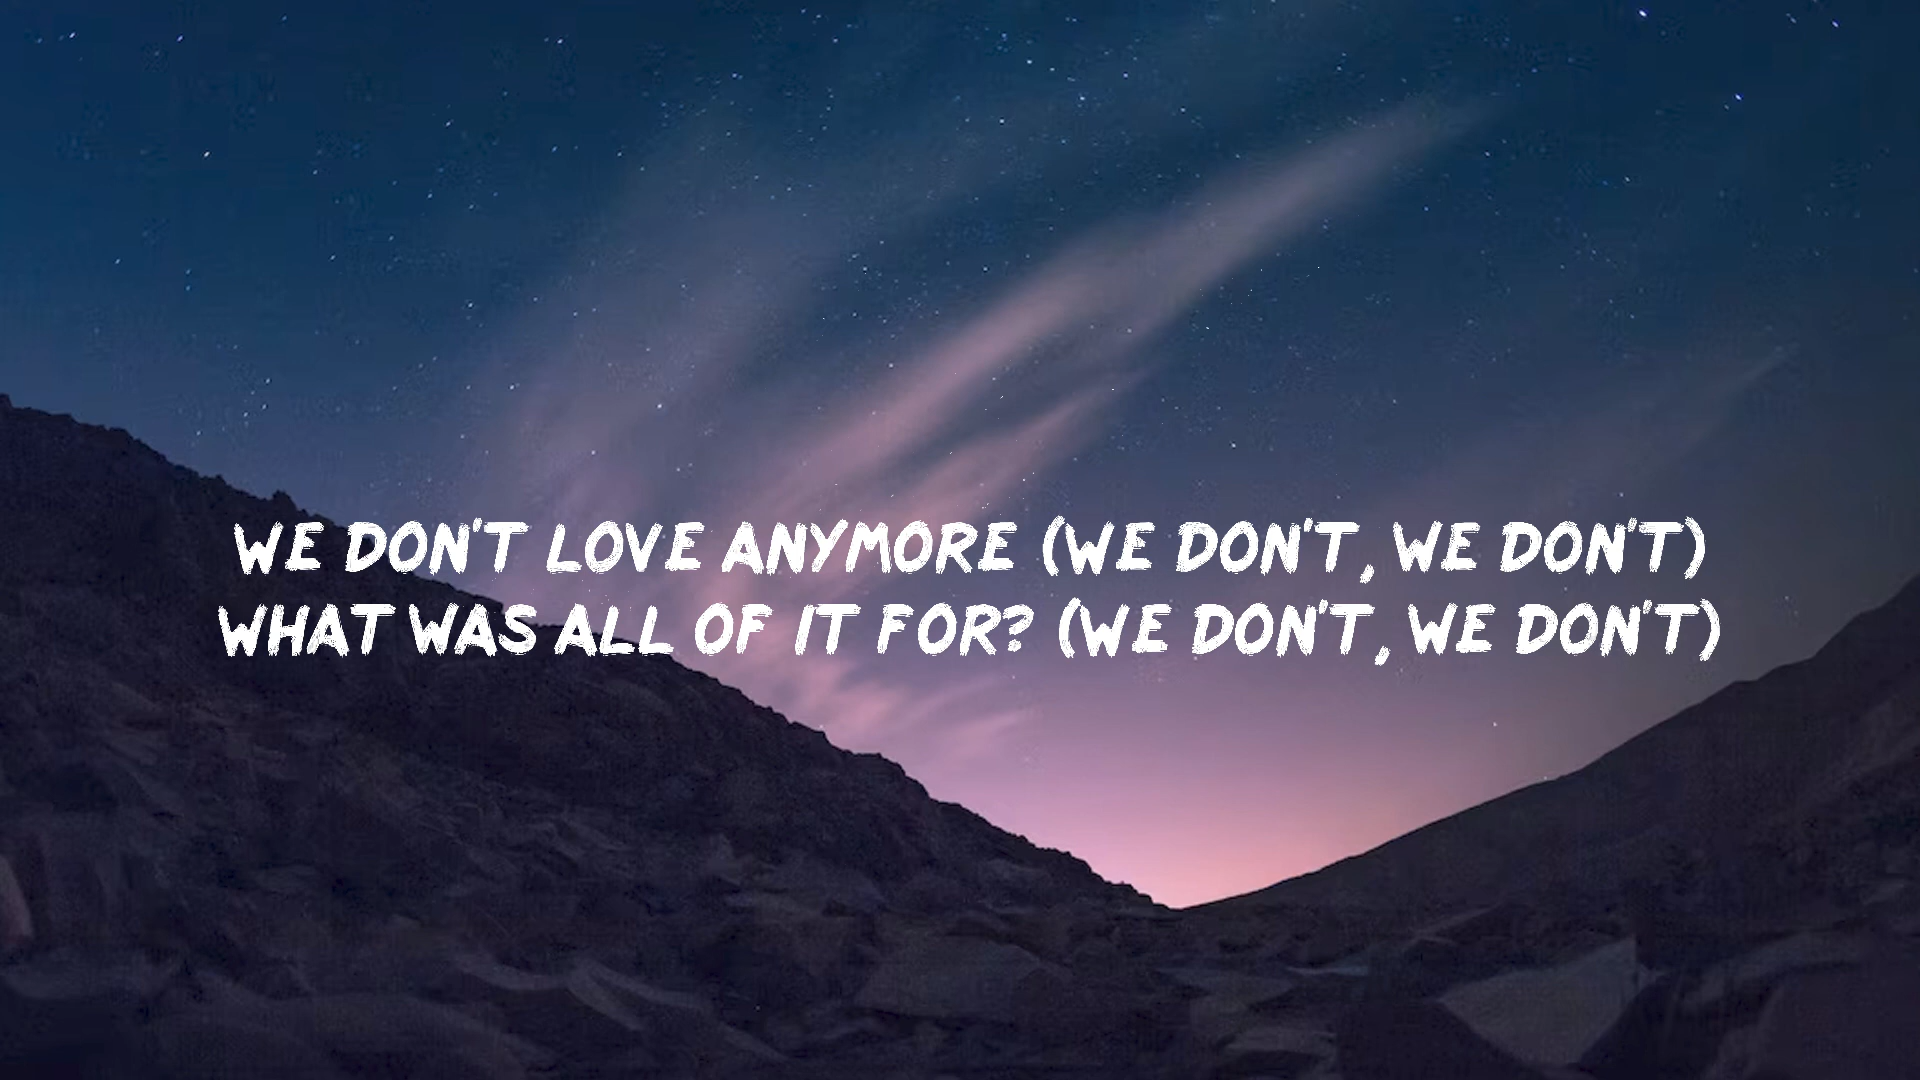 WE DON'T LOVE ANYMORE (WE DON'T, WE DON'T)
WHAT WAS ALL OF IT FOR? (WE DON'T, WE DON'T)